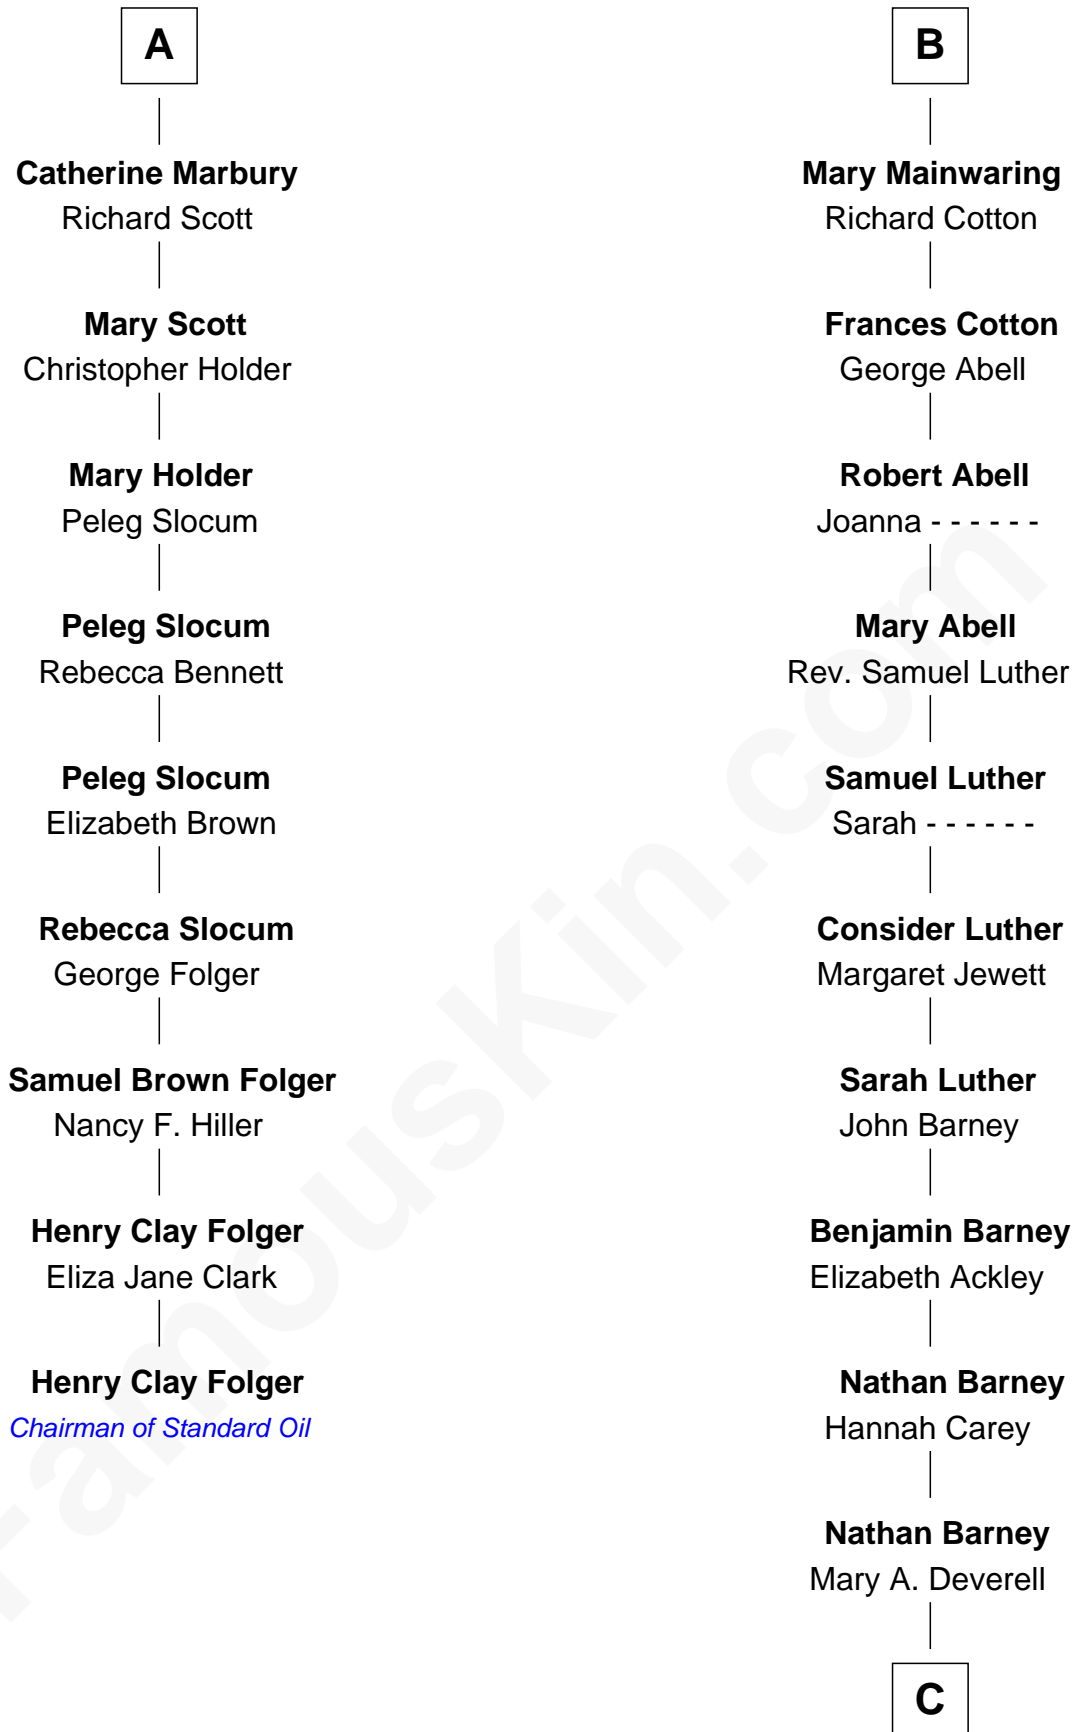 A
Catherine Marbury
Richard Scott
Mary Scott
Christopher Holder
Mary Holder
Peleg Slocum
Peleg Slocum
Rebecca Bennett
Peleg Slocum
Elizabeth Brown
Rebecca Slocum
George Folger
Samuel Brown Folger
Nancy F. Hiller
Henry Clay Folger
Eliza Jane Clark
Henry Clay Folger
Chairman of Standard Oil
B
Mary Mainwaring
Richard Cotton
Frances Cotton
George Abell
Robert Abell
Joanna - - - - - -
Mary Abell
Rev. Samuel Luther
Samuel Luther
Sarah - - - - - -
Consider Luther
Margaret Jewett
Sarah Luther
John Barney
Benjamin Barney
Elizabeth Ackley
Nathan Barney
Hannah Carey
Nathan Barney
Mary A. Deverell
C
FamousKin.com